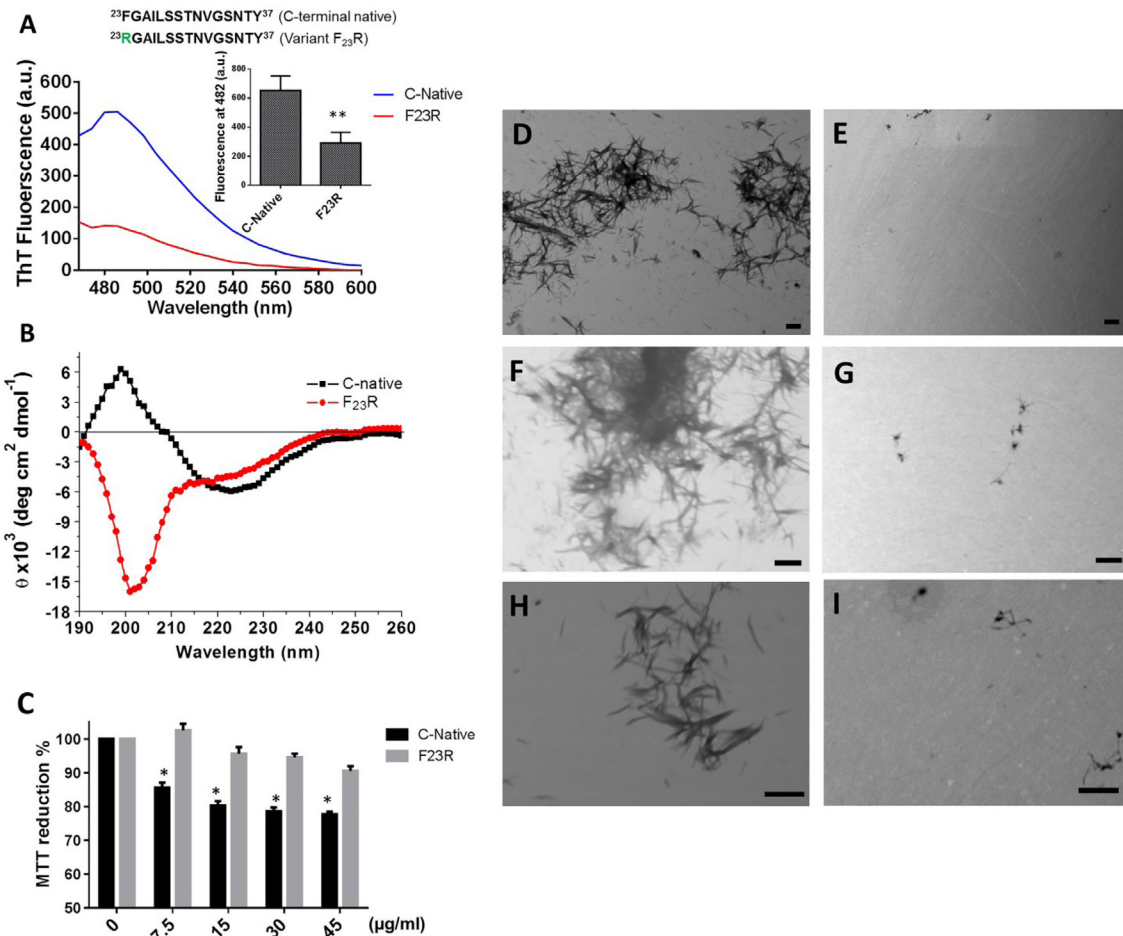 A
²³FGAILSSTNVGSNTY³⁷ (C-terminal native)
²³RGAILSSTNVGSNTY³⁷ (Variant F₂₃R)
ThT Fluoerscence (a.u.)
600
500
400
300
200
100
0
480 500 520 540 560 580 600
Wavelength (nm)
Fluorescence at 482 (a.u.)
800
600
400
200
0
**
C-Native
F23R
C-Native
F23R
B
θ x10³ (deg cm² dmol⁻¹)
6
3
0
-3
-6
-9
-12
-15
-18
190 200 210 220 230 240 250 260
Wavelength (nm)
C-native
F₂₃R
C
MTT reduction %
100
90
80
70
60
50
* * * *
0 7.5 15 30 45 (µg/ml)
C-Native
F23R
D
E
F
G
H
I